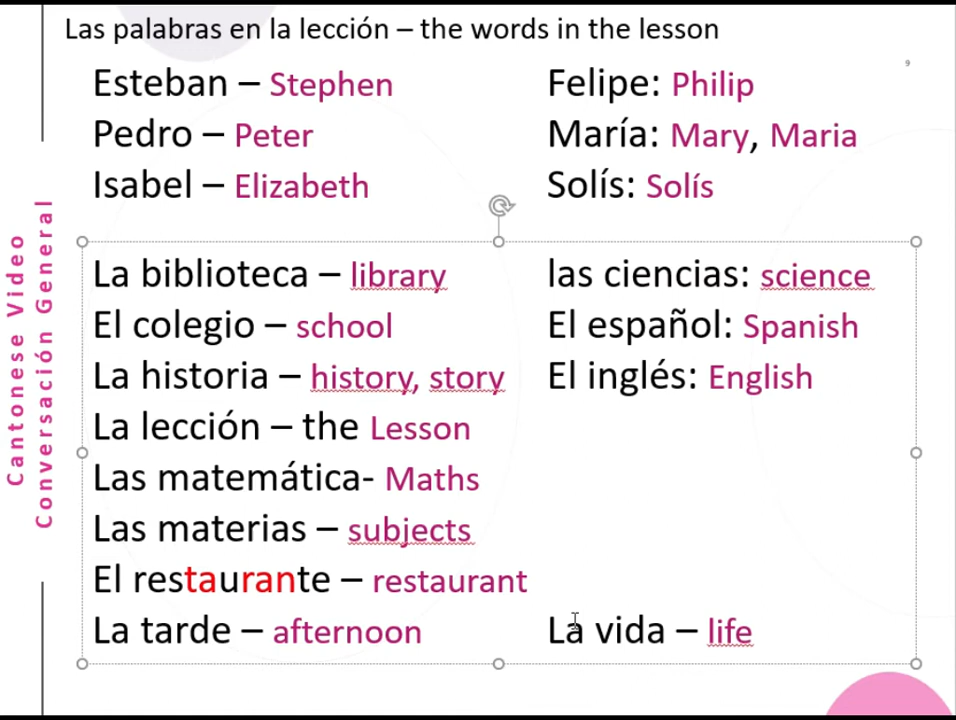 Las palabras en la lección – the words in the lesson
9
Esteban – Stephen
Pedro – Peter
Isabel – Elizabeth
Felipe: Philip
María: Mary, Maria
Solís: Solís
La biblioteca – library
El colegio – school
La historia – history, story
La lección – the Lesson
Las matemática- Maths
Las materias – subjects
El restaurante – restaurant
La tarde – afternoon
las ciencias: science
El español: Spanish
El inglés: English
La vida – life
Cantonese Video
Conversación General